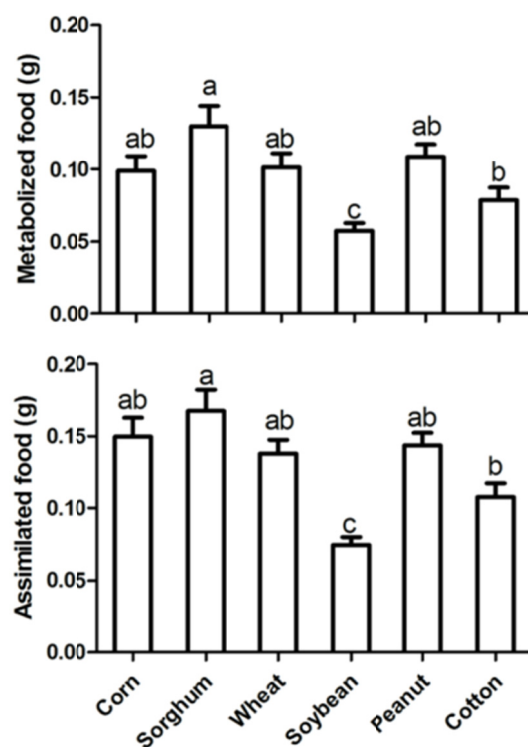 Metabolized food (g)
0.20
0.15
0.10
0.05
0.00
ab
a
ab
c
ab
b
Assimilated food (g)
0.20
0.15
0.10
0.05
0.00
ab
a
ab
c
ab
b
Corn
Sorghum
Wheat
Soybean
Peanut
Cotton